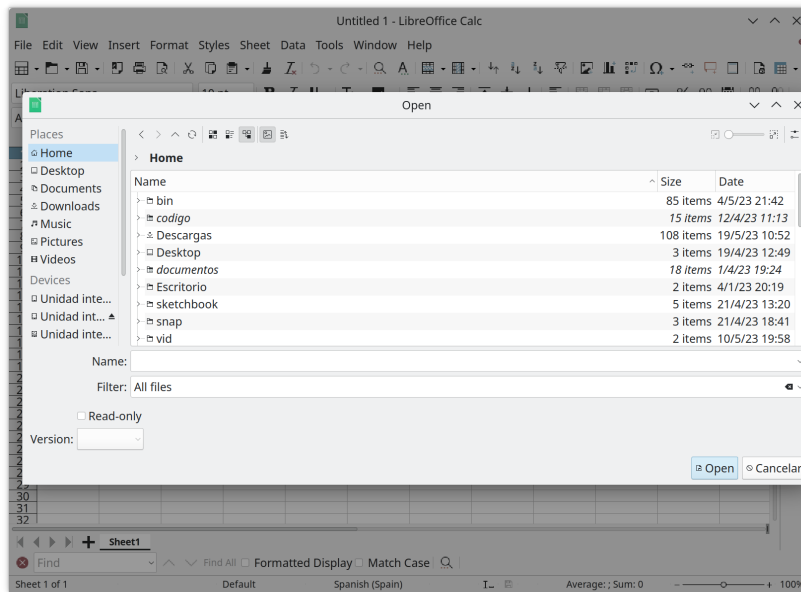 Untitled 1 - LibreOffice Calc
File Edit View Insert Format Styles Sheet Data Tools Window Help
Open
Places
Home
Desktop
Documents
Downloads
Music
Pictures
Videos
Devices
Unidad inte...
Unidad int...
Unidad inte...
Home
Name Size Date
bin 85 items 4/5/23 21:42
codigo 15 items 12/4/23 11:13
Descargas 108 items 19/5/23 10:52
Desktop 3 items 19/4/23 12:49
documentos 18 items 1/4/23 19:24
Escritorio 2 items 4/1/23 20:19
sketchbook 5 items 21/4/23 13:20
snap 3 items 21/4/23 18:41
vid 2 items 10/5/23 19:58
Name:
Filter: All files
Read-only
Version:
Open Cancelar
29
30
31
32
Sheet1
Find Find All Formatted Display Match Case
Sheet 1 of 1 Default Spanish (Spain) I... Average: ; Sum: 0 100%